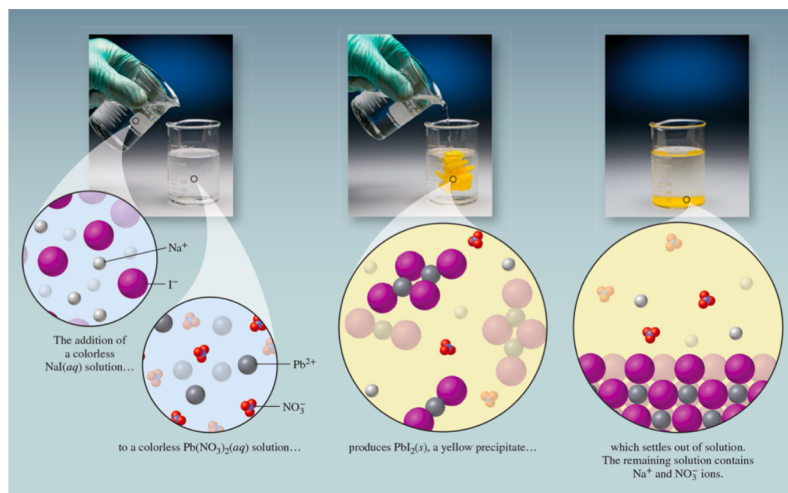 Na⁺
I⁻
The addition of
a colorless
NaI(aq) solution…
Pb²⁺
NO₃⁻
to a colorless Pb(NO₃)₂(aq) solution…
produces PbI₂(s), a yellow precipitate…
which settles out of solution.
The remaining solution contains
Na⁺ and NO₃⁻ ions.